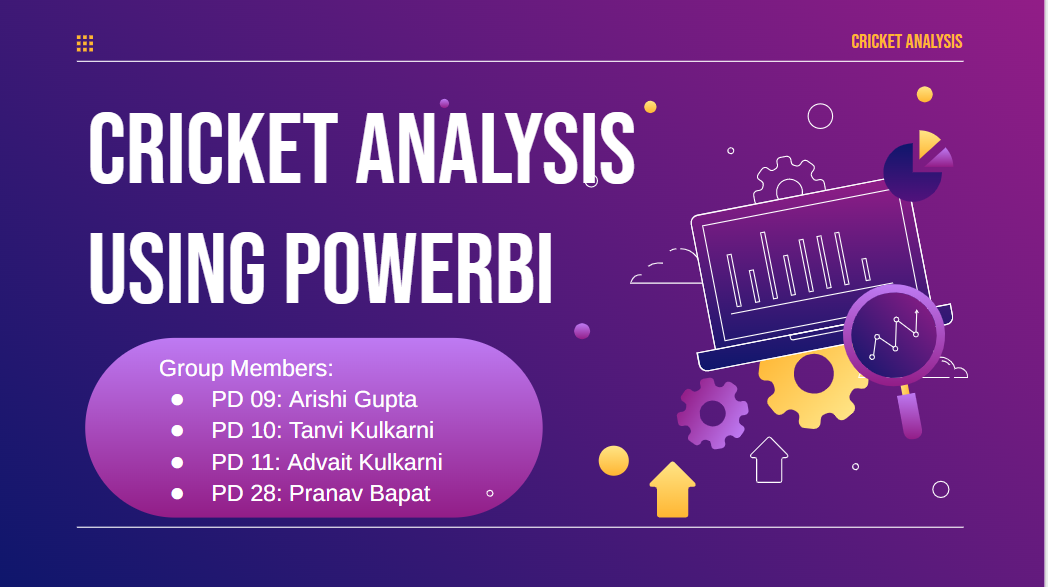 CRICKET ANALYSIS
CRICKET ANALYSIS
USING POWERBI
Group Members:
● PD 09: Arishi Gupta
● PD 10: Tanvi Kulkarni
● PD 11: Advait Kulkarni
● PD 28: Pranav Bapat